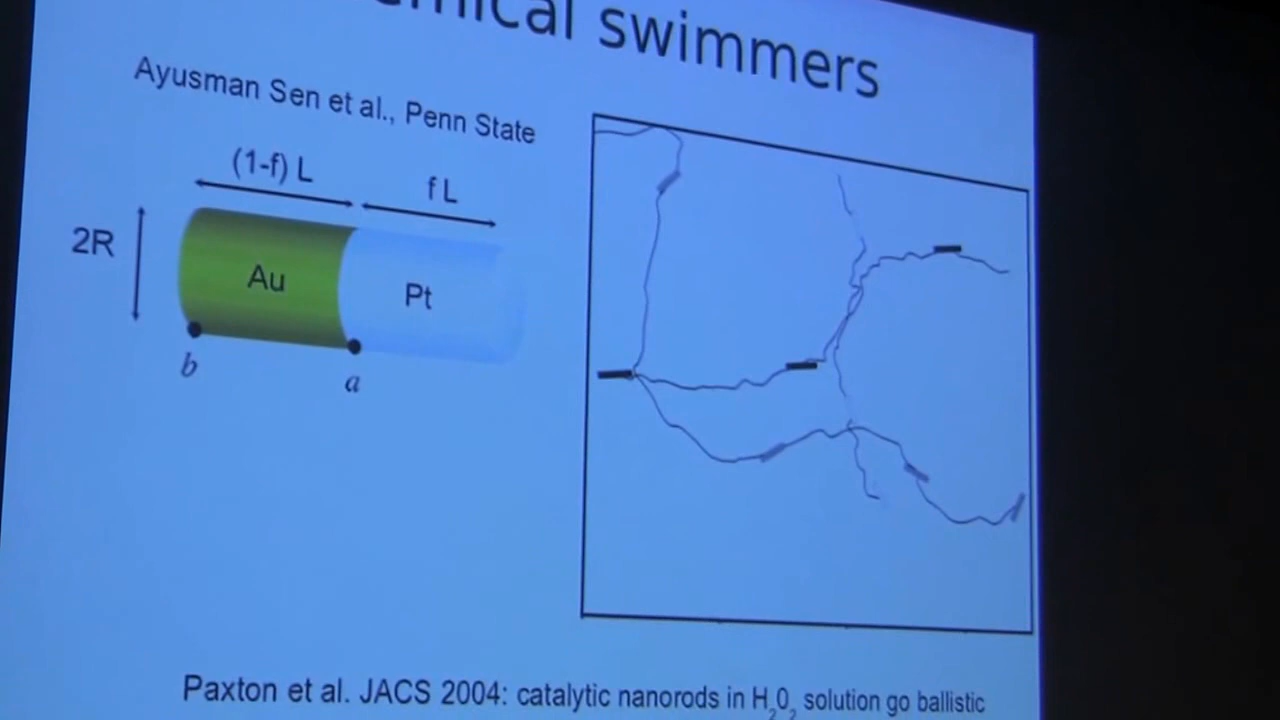 swimmers
Ayusman Sen et al., Penn State
(1-f) L
f L
2R
Au
Pt
b
a
Paxton et al. JACS 2004: catalytic nanorods in H₂O₂ solution go ballistic